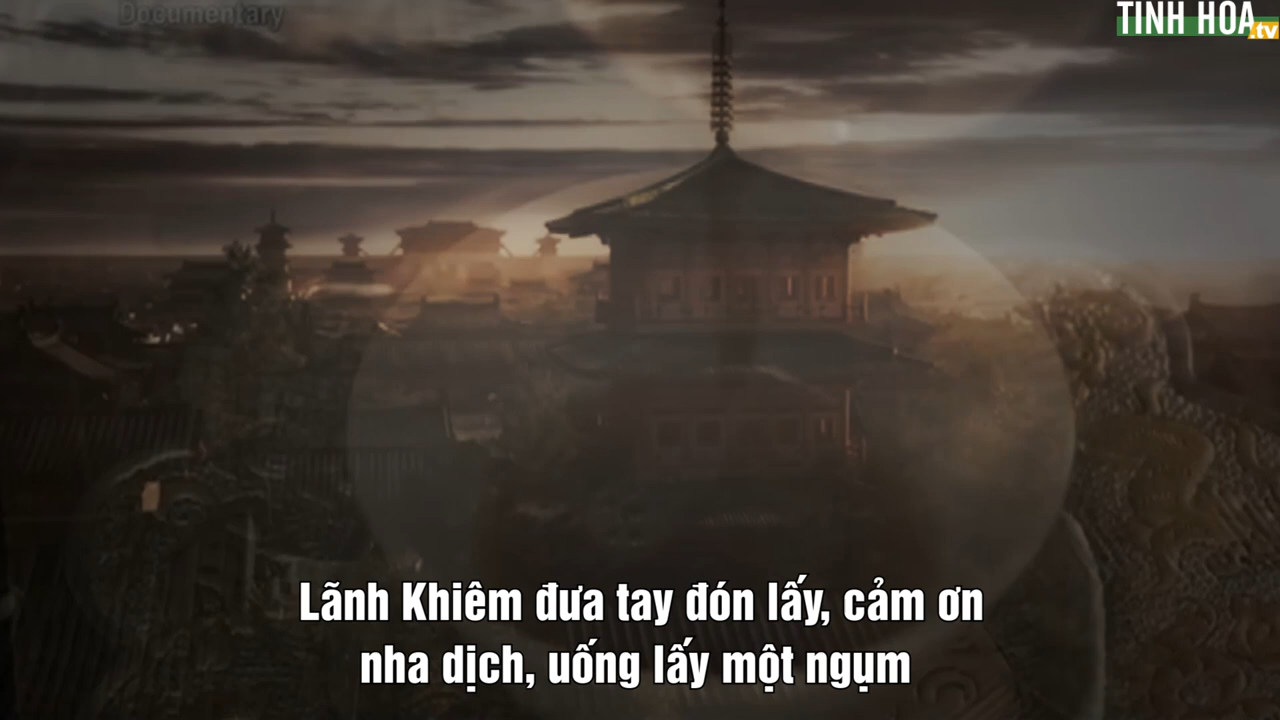 Documentary
TINH HOA
.tv
Lãnh Khiêm đưa tay đón lấy, cảm ơn
nha dịch, uống lấy một ngụm